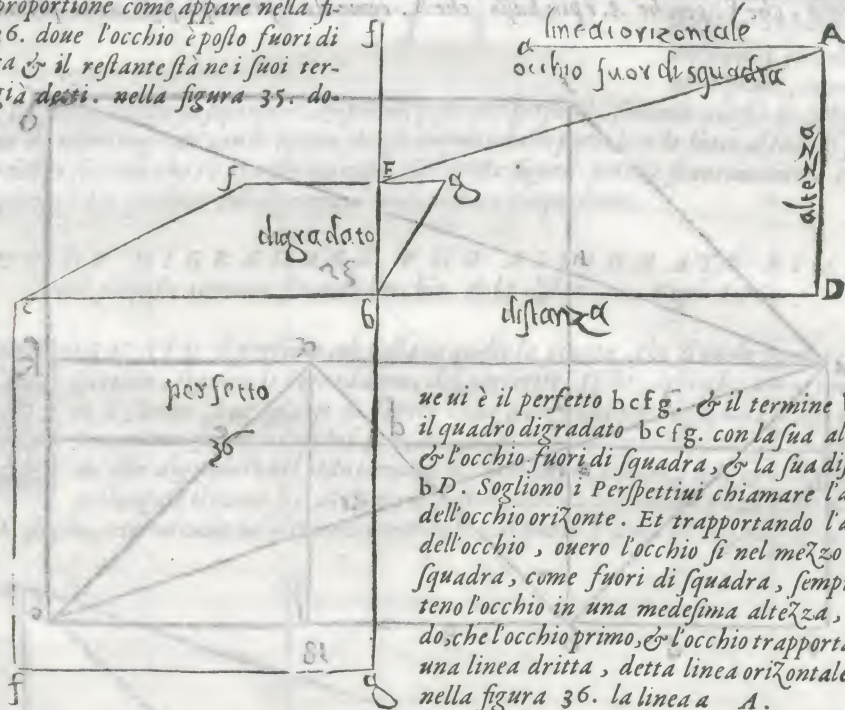 proportione come appare nella fi-
36. doue l'occhio è posto fuori di
a & il restante stà ne i suoi ter-
già detti. nella figura 35. do-
f
linea orizontale
a
A
occhio fuor di squadra
altezza
E
f
g
digradato
c
b
distanza
D
perfetto
36
ueui è il perfetto bcfg. & il termine
il quadro digradato bcfg. con la sua al
& l'occhio fuori di squadra, & la sua dis
bD. Sogliono i Perspettiui chiamare l'a
dell'occhio orizonte. Et trapportando l'a
dell'occhio, ouero l'occhio sì nel mezzo
squadra, come fuori di squadra, semp
teno l'occhio in una medesima altezza,
do, che l'occhio primo, & l'occhio trapporta
una linea dritta, detta linea orizontale
nella figura 36. la linea a A.
f
g